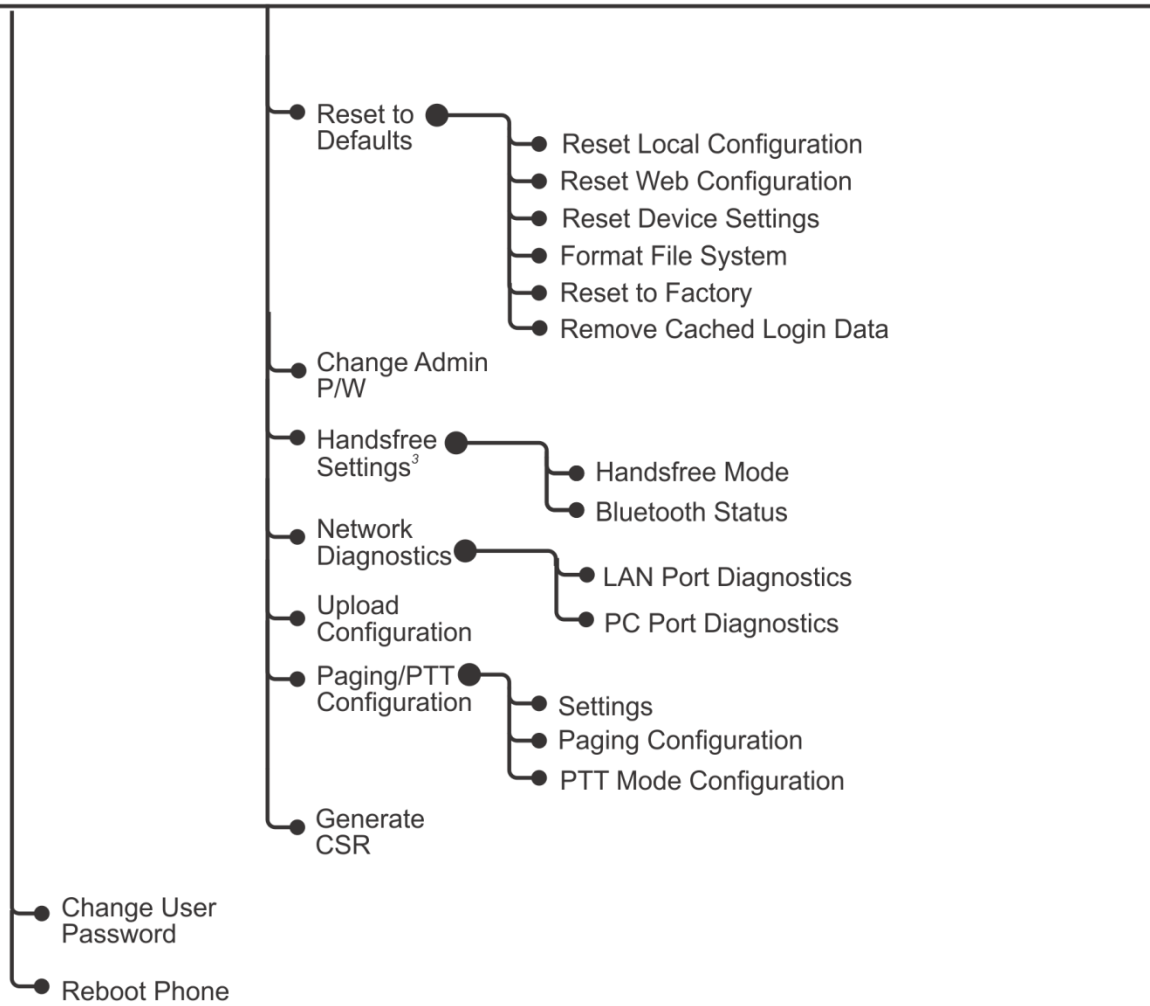 Reset to
Defaults
Reset Local Configuration
Reset Web Configuration
Reset Device Settings
Format File System
Reset to Factory
Remove Cached Login Data
Change Admin
P/W
Handsfree
Settings³
Handsfree Mode
Bluetooth Status
Network
Diagnostics
LAN Port Diagnostics
PC Port Diagnostics
Upload
Configuration
Paging/PTT
Configuration
Settings
Paging Configuration
PTT Mode Configuration
Generate
CSR
Change User
Password
Reboot Phone